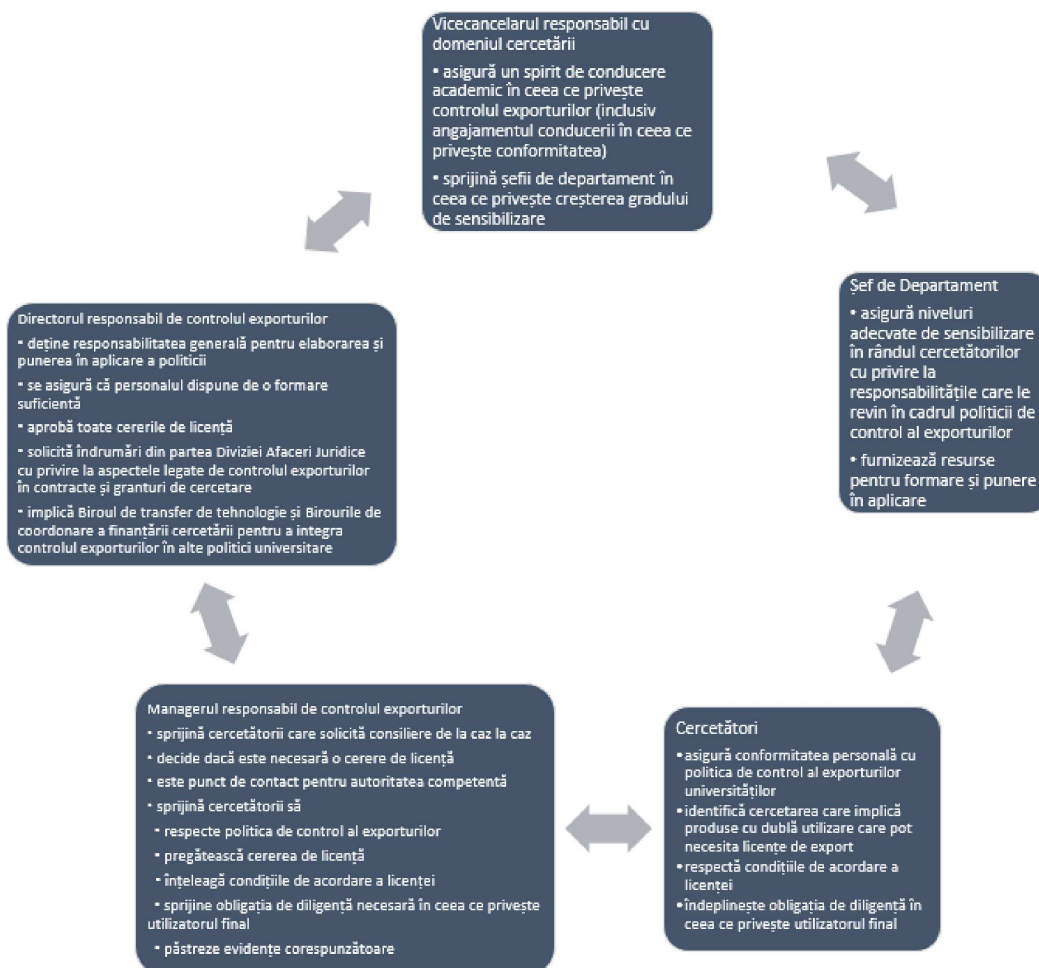 Vicecancelarul responsabil cu
domeniul cercetării
• asigură un spirit de conducere
academic în ceea ce privește
controlul exporturilor (inclusiv
angajamentul conducerii în ceea ce
privește conformitatea)
• sprijină șefii de departament în
ceea ce privește creșterea gradului
de sensibilizare
Directorul responsabil de controlul exporturilor
• deține responsabilitatea generală pentru elaborarea și
punerea în aplicare a politicii
• se asigură că personalul dispune de o formare
suficientă
• aprobă toate cererile de licență
• solicită îndrumări din partea Diviziei Afaceri Juridice
cu privire la aspectele legate de controlul exporturilor
în contracte și granturi de cercetare
• implică Biroul de transfer de tehnologie și Birourile de
coordonare a finanțării cercetării pentru a integra
controlul exporturilor în alte politici universitare
Șef de Departament
• asigură niveluri
adecvate de sensibilizare
în rândul cercetătorilor
cu privire la
responsabilitățile care le
revin în cadrul politicii de
control al exporturilor
• furnizează resurse
pentru formare și punere
în aplicare
Managerul responsabil de controlul exporturilor
• sprijină cercetătorii care solicită consiliere de la caz la caz
• decide dacă este necesară o cerere de licență
• este punct de contact pentru autoritatea competentă
• sprijină cercetătorii să
• respecte politica de control al exporturilor
• pregătească cererea de licență
• înțeleagă condițiile de acordare a licenței
• sprijine obligația de diligență necesară în ceea ce privește
utilizatorul final
• păstreze evidențe corespunzătoare
Cercetători
•asigură conformitatea personală cu
politica de control al exporturilor
universităților
•identifică cercetarea care implică
produse cu dublă utilizare care pot
necesita licențe de export
•respectă condițiile de acordare a
licenței
•îndeplinește obligația de diligență în
ceea ce privește utilizatorul final